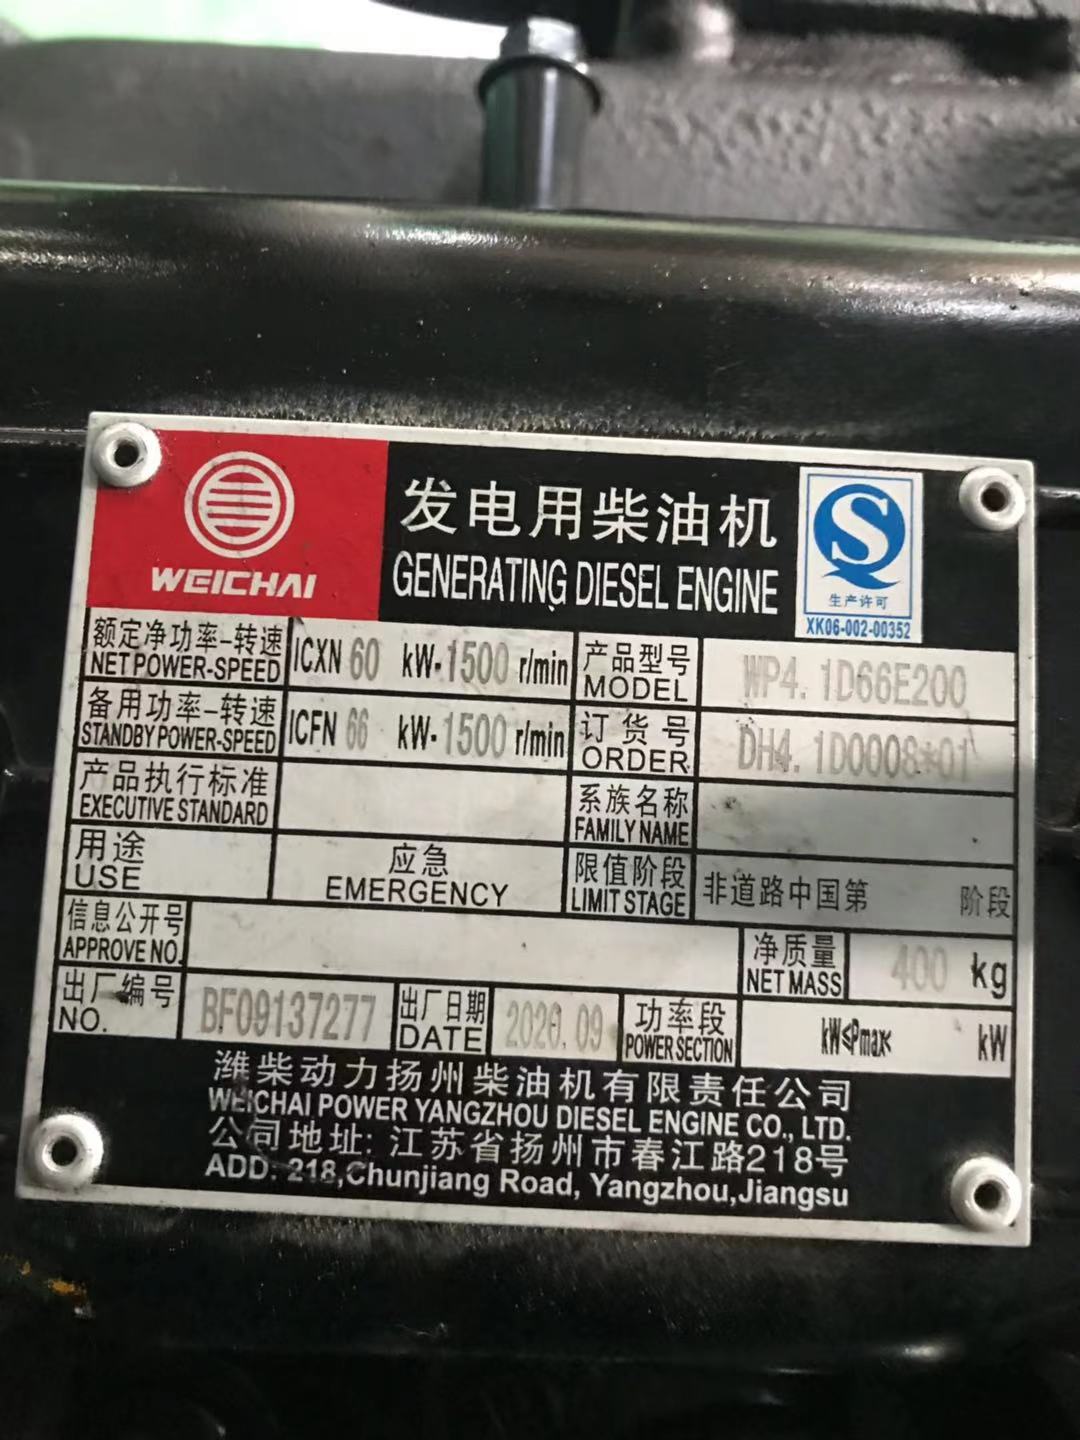 WEICHAI
发电用柴油机
GENERATING DIESEL ENGINE
S
生产许可
XK06-002-00352
额定净功率-转速 ICXN 60 kW·1500 r/min 产品型号 WP4.1D66E200
NET POWER-SPEED MODEL
备用功率-转速 ICFN 66 kW·1500 r/min 订货号 DH4.1D0008*01
STANDBY POWER-SPEED ORDER
产品执行标准 系族名称
EXECUTIVE STANDARD FAMILY NAME
用途 应急 限值阶段 非道路中国第 阶段
USE EMERGENCY LIMIT STAGE
信息公开号 净质量 400 kg
APPROVE NO. NET MASS
出厂编号 BF09137277 出厂日期 2020.09 功率段 kW≤Pmax< kW
NO. DATE POWER SECTION
潍柴动力扬州柴油机有限责任公司
WEICHAI POWER YANGZHOU DIESEL ENGINE CO., LTD.
公司地址: 江苏省扬州市春江路218号
ADD. 218,Chunjiang Road, Yangzhou,Jiangsu